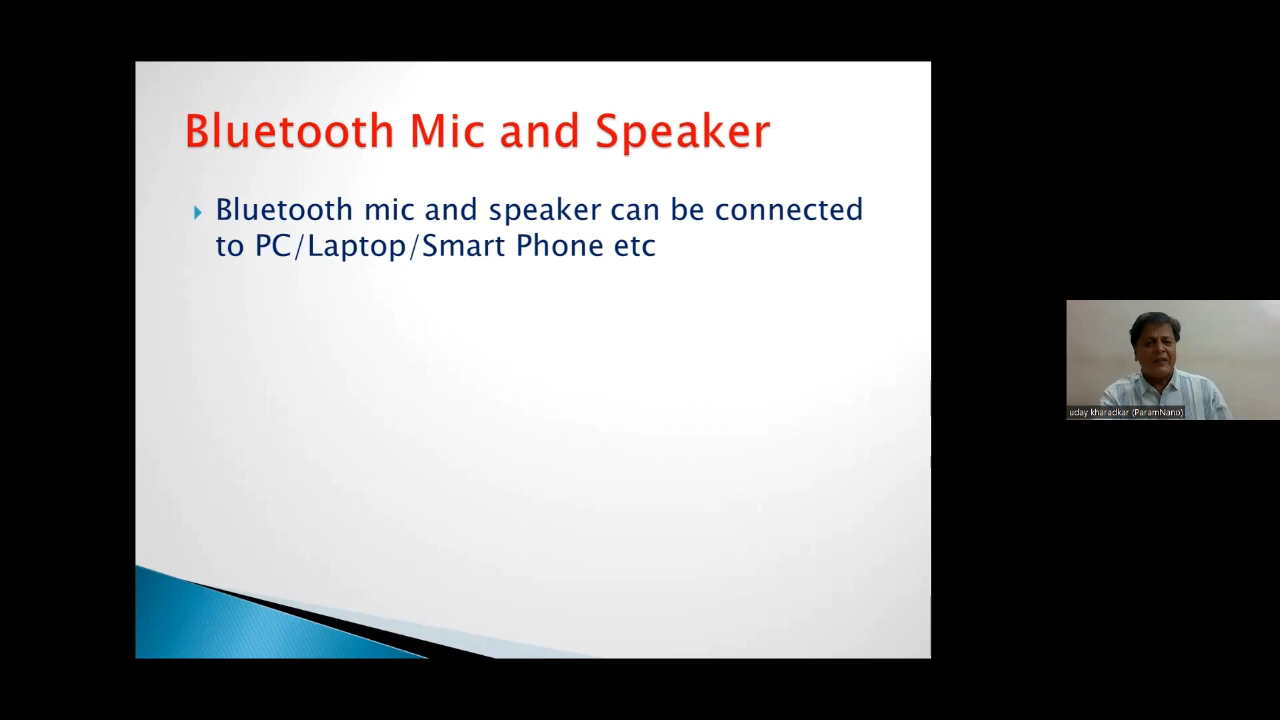 Bluetooth Mic and Speaker
Bluetooth mic and speaker can be connected
to PC/Laptop/Smart Phone etc
uday kharadkar (ParamNano)